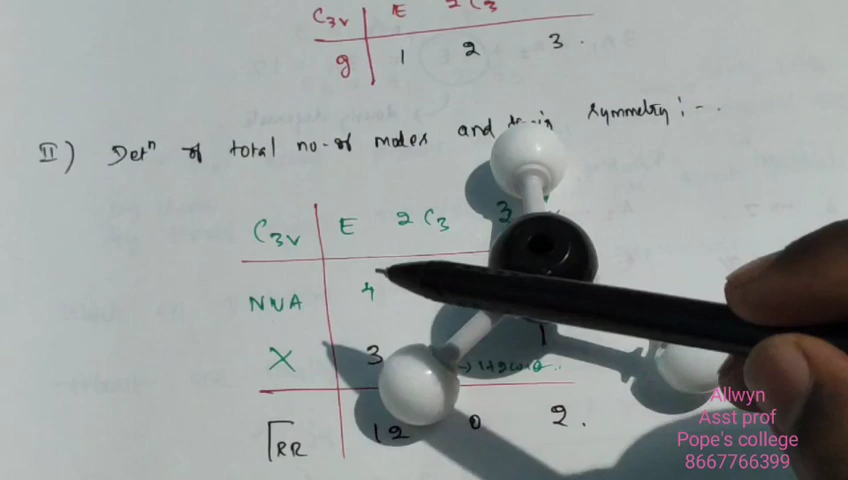 C3v E 2C3
g 1 2 3.
II) Detn of total no-of modes and symmetry:-..
C3v E 2C3 3
NUA 4
X 3 1
ΓRR 12 0 2.
Allwyn
Asst prof
Pope's college
8667766399